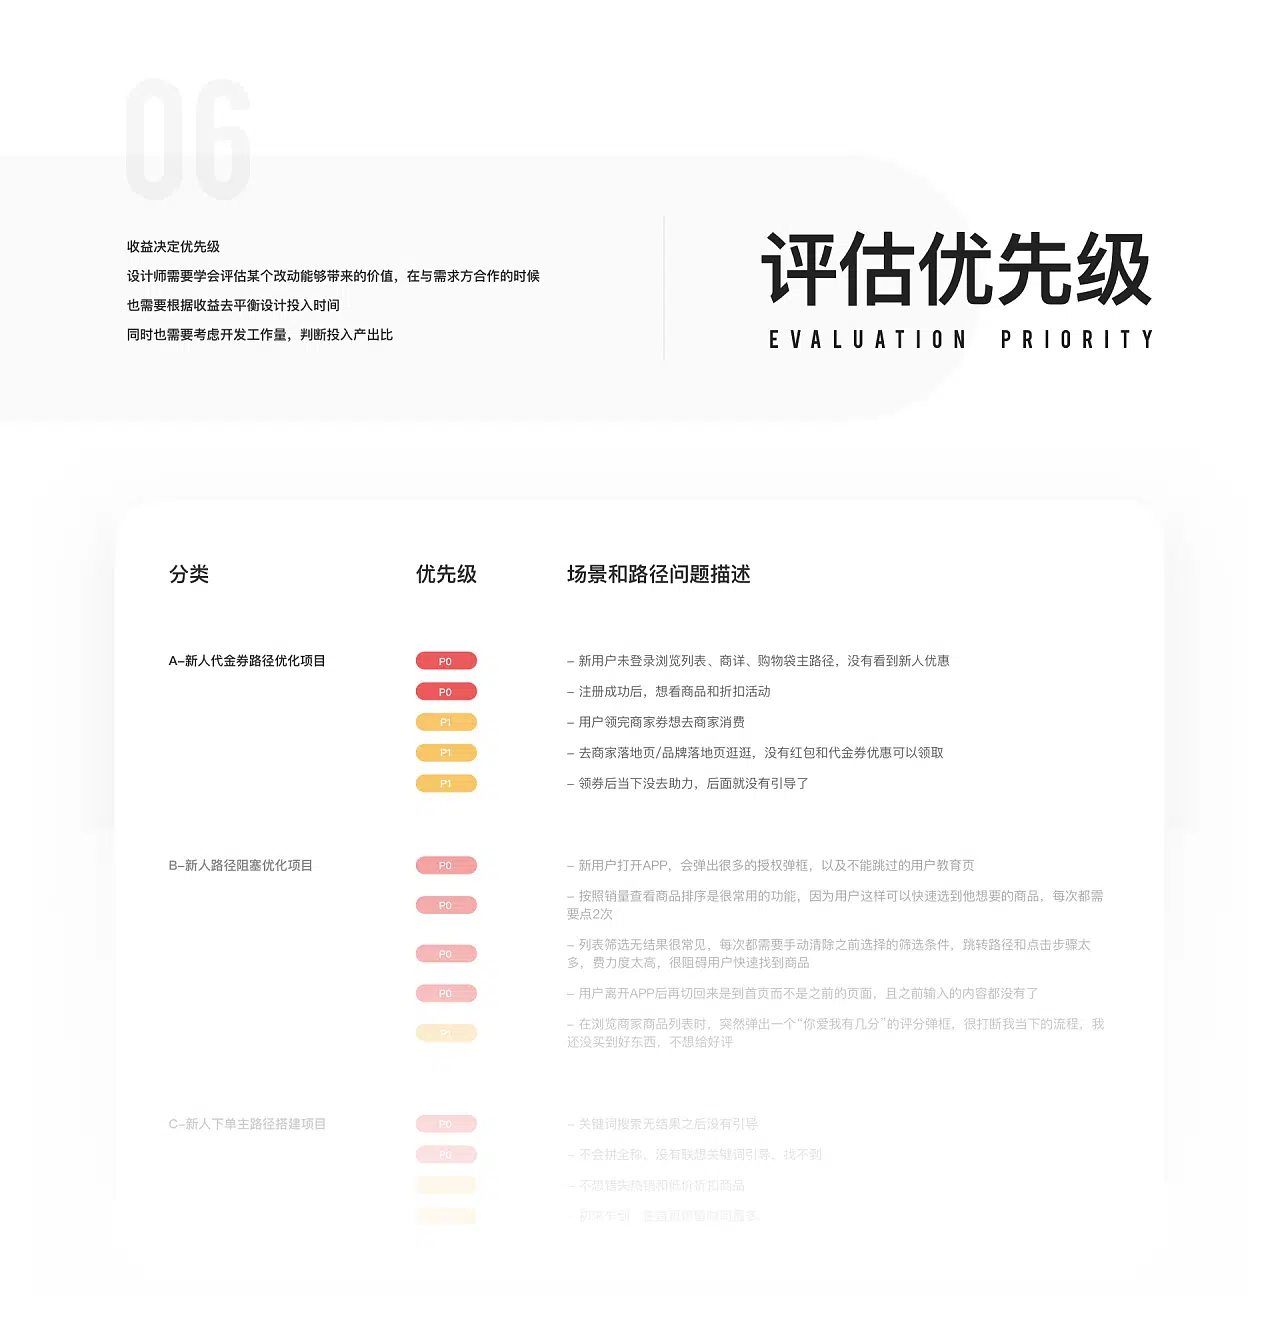 06
收益决定优先级
设计师需要学会评估某个改动能够带来的价值，在与需求方合作的时候
也需要根据收益去平衡设计投入时间
同时也需要考虑开发工作量，判断投入产出比
评估优先级
EVALUATION PRIORITY
分类 优先级 场景和路径问题描述
A-新人代金券路径优化项目 P0 - 新用户未登录浏览列表、商详、购物袋主路径，没有看到新人优惠
P0 - 注册成功后，想看商品和折扣活动
P1 - 用户领完商家券想去商家消费
P1 - 去商家落地页/品牌落地页逛逛，没有红包和代金券优惠可以领取
P1 - 领券后当下没去助力，后面就没有引导了
B-新人路径阻塞优化项目 P0 - 新用户打开APP，会弹出很多的授权弹框，以及不能跳过的用户教育页
P0 - 按照销量查看商品排序是很常用的功能，因为用户这样可以快速选到他想要的商品，每次都需
要点2次
P0 - 列表筛选无结果很常见，每次都需要手动清除之前选择的筛选条件，跳转路径和点击步骤太
多，费力度太高，很阻碍用户快速找到商品
P0 - 用户离开APP后再切回来是到首页而不是之前的页面，且之前输入的内容都没有了
P1 - 在浏览商家商品列表时，突然弹出一个“你爱我有几分”的评分弹框，很打断我当下的流程，我
还没买到好东西，不想给好评
C-新人下单主路径搭建项目 P0 - 关键词搜索无结果之后没有引导
P0 - 不会拼全称，没有联想关键词引导，找不到
- 不想错失热销和低价折扣商品